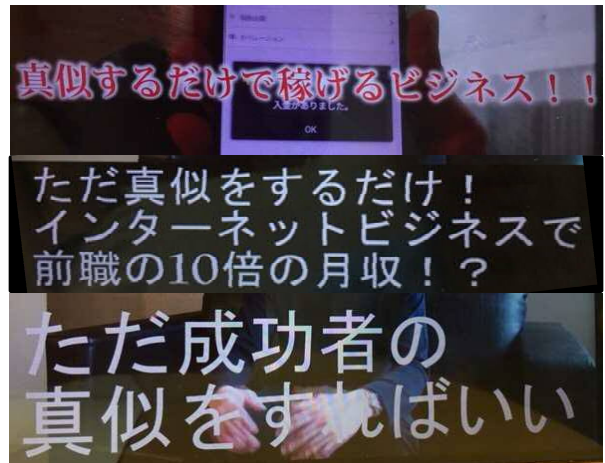 真似するだけで稼げるビジネス！！
入金がありました。
OK
ただ真似をするだけ！
インターネットビジネスで
前職の10倍の月収！？
ただ成功者の
真似をすればいい